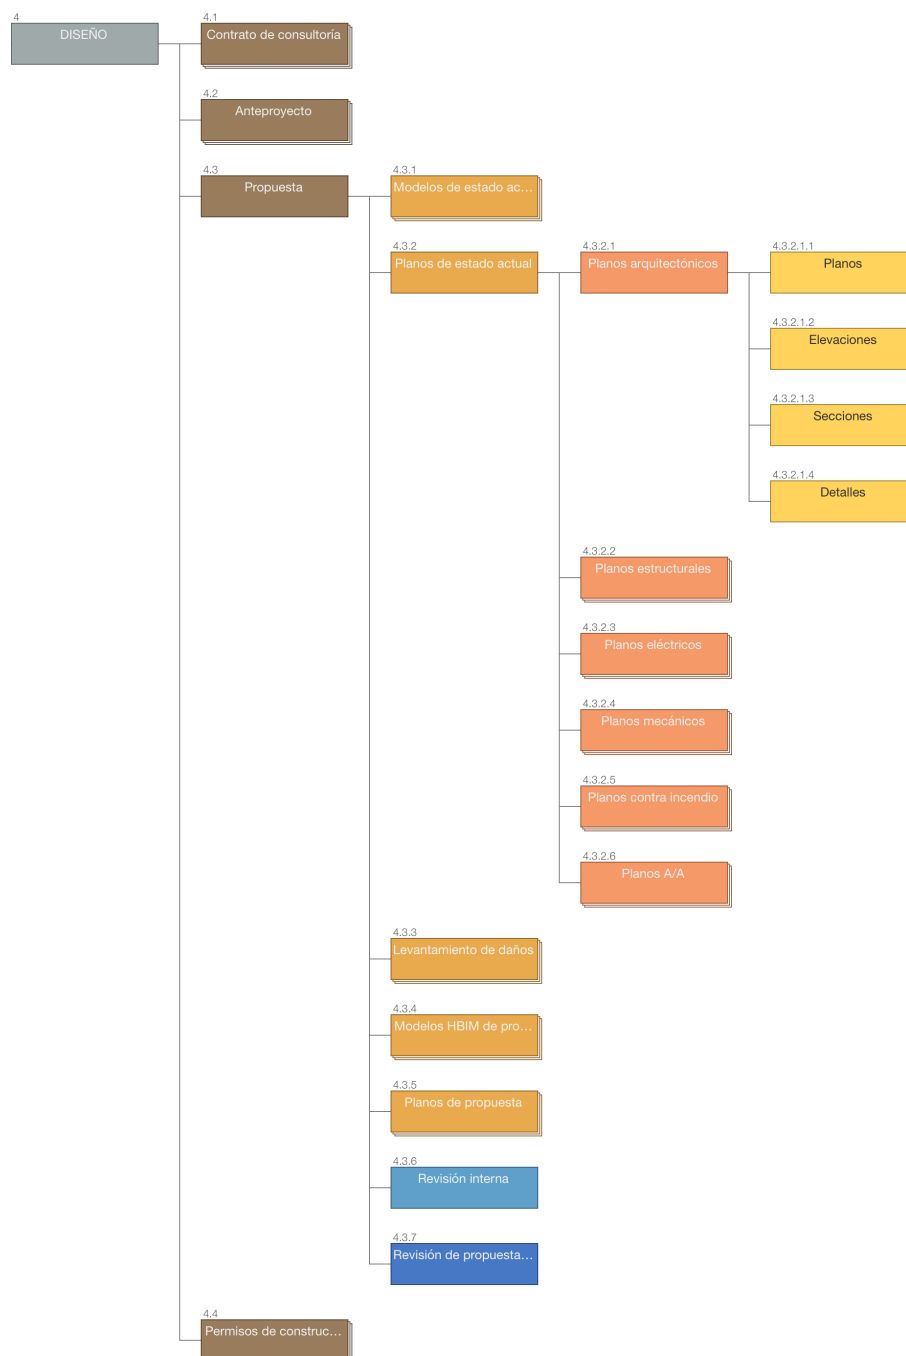 4
DISEÑO
4.1
Contrato de consultoría
4.2
Anteproyecto
4.3
Propuesta
4.3.1
Modelos de estado ac...
4.3.2
Planos de estado actual
4.3.2.1
Planos arquitectónicos
4.3.2.1.1
Planos
4.3.2.1.2
Elevaciones
4.3.2.1.3
Secciones
4.3.2.1.4
Detalles
4.3.2.2
Planos estructurales
4.3.2.3
Planos eléctricos
4.3.2.4
Planos mecánicos
4.3.2.5
Planos contra incendio
4.3.2.6
Planos A/A
4.3.3
Levantamiento de daños
4.3.4
Modelos HBIM de pro...
4.3.5
Planos de propuesta
4.3.6
Revisión interna
4.3.7
Revisión de propuesta...
4.4
Permisos de construc...